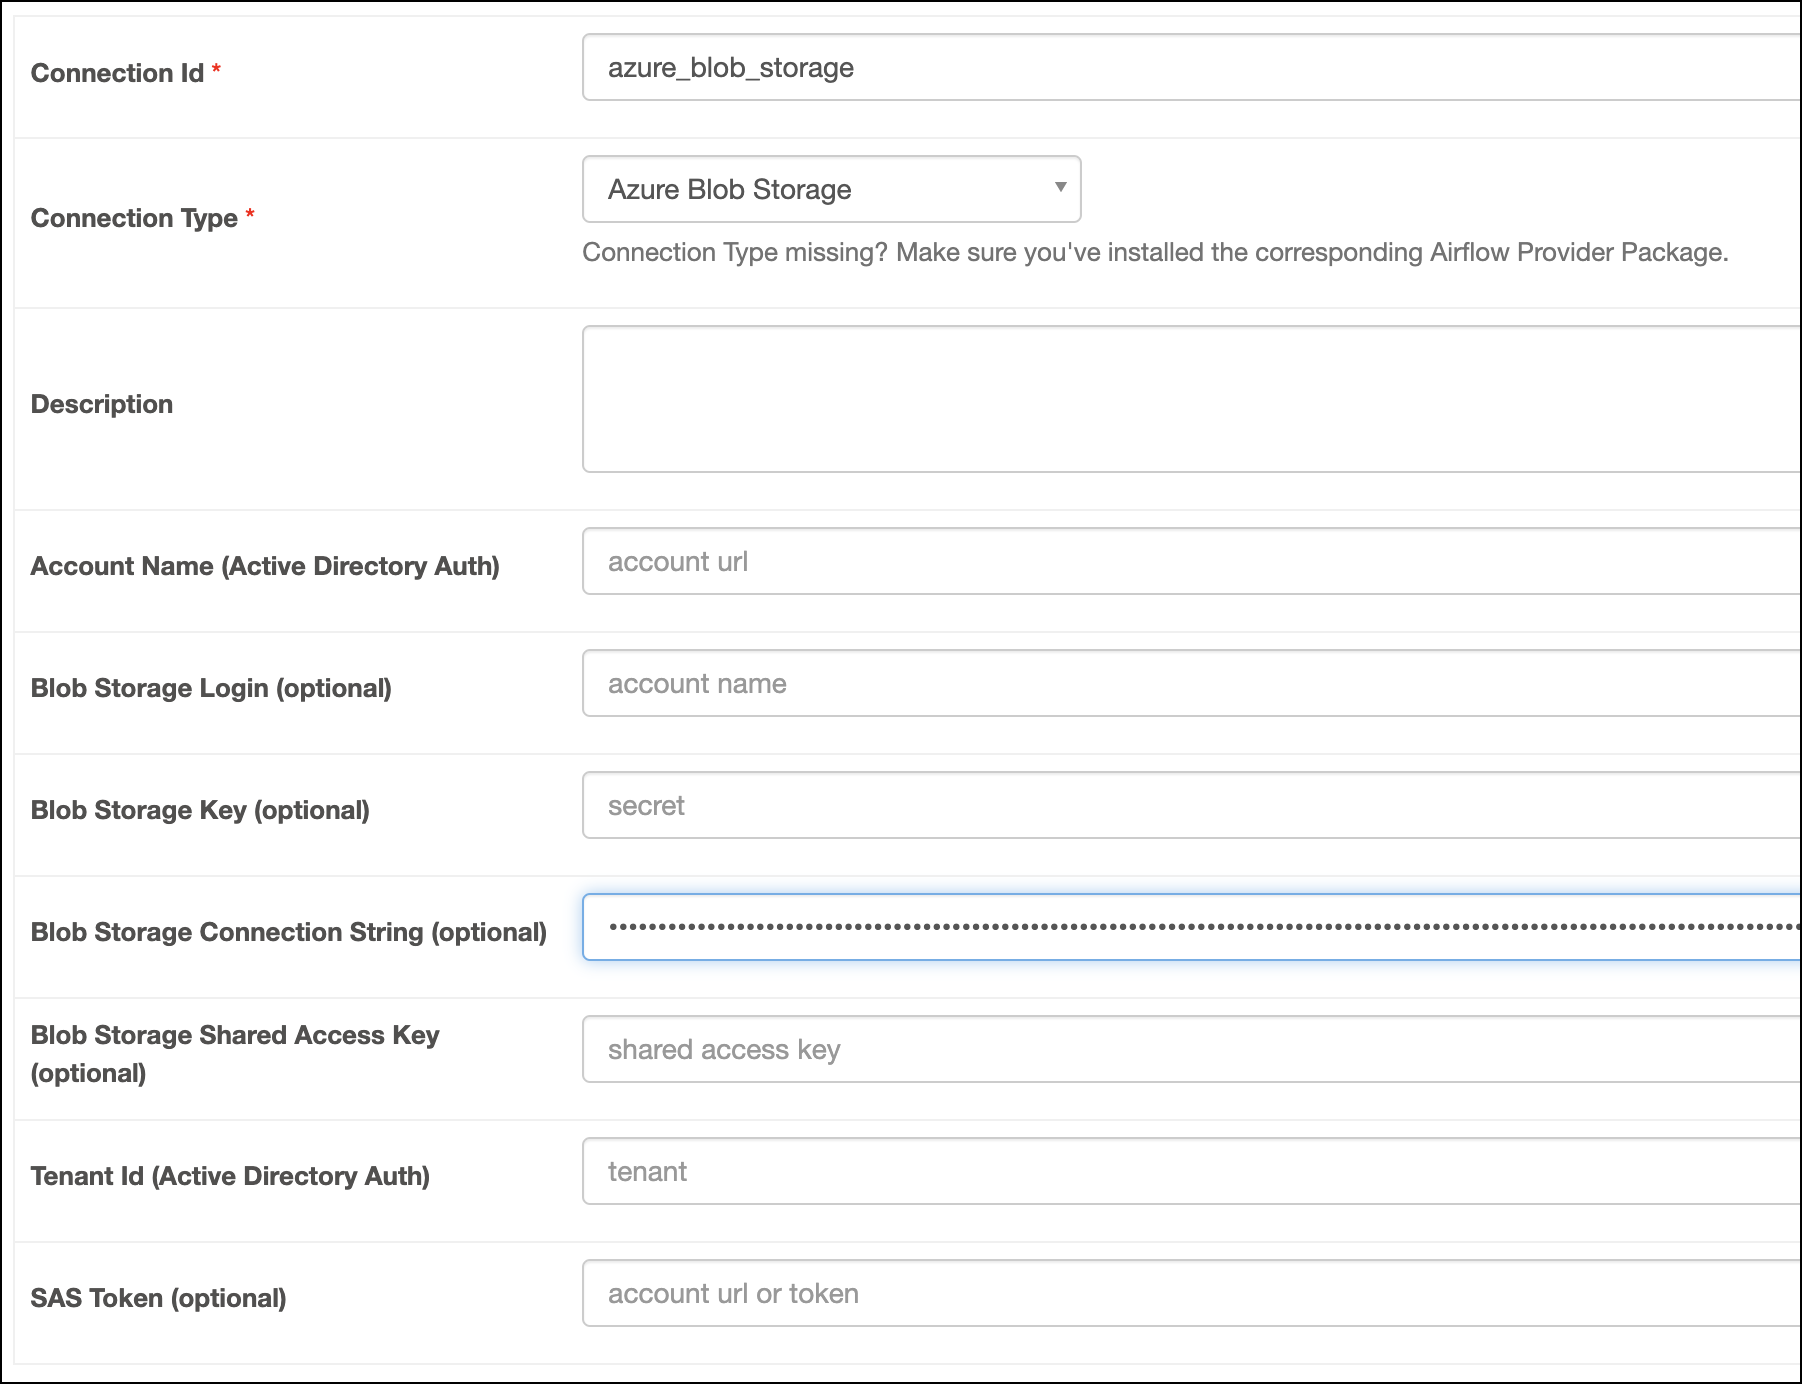 Connection Id *
azure_blob_storage
Connection Type *
Azure Blob Storage
Connection Type missing? Make sure you've installed the corresponding Airflow Provider Package.
Description
Account Name (Active Directory Auth)
account url
Blob Storage Login (optional)
account name
Blob Storage Key (optional)
secret
Blob Storage Connection String (optional)
Blob Storage Shared Access Key
(optional)
shared access key
Tenant Id (Active Directory Auth)
tenant
SAS Token (optional)
account url or token